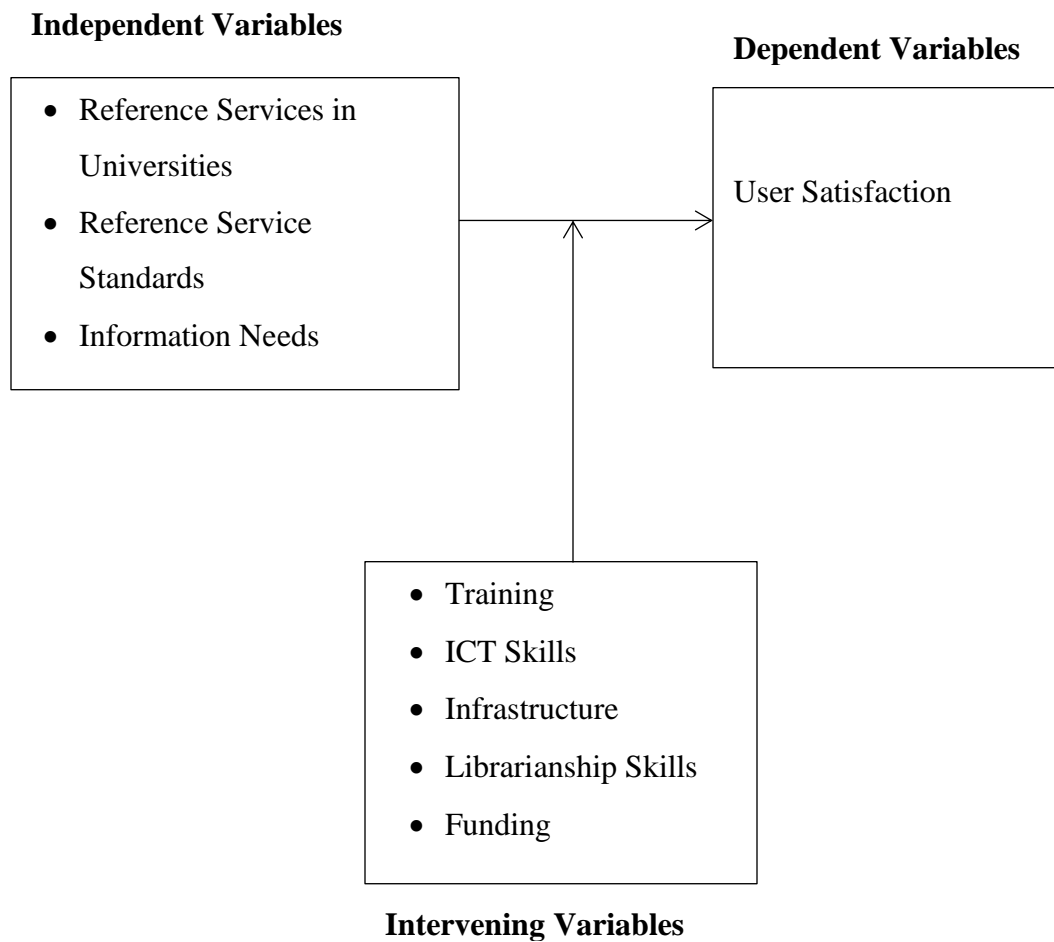 Independent Variables
• Reference Services in
Universities
• Reference Service
Standards
• Information Needs
Dependent Variables
User Satisfaction
• Training
• ICT Skills
• Infrastructure
• Librarianship Skills
• Funding
Intervening Variables